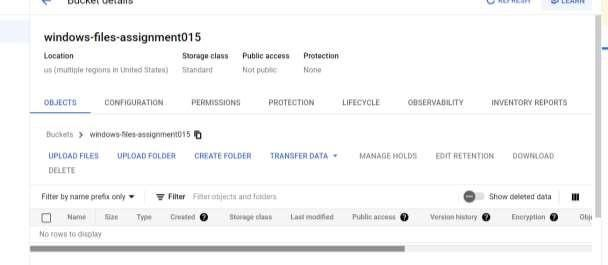 Bucket details
REFRESH
LEARN
windows-files-assignment015
Location
Storage class
Public access
Protection
us (multiple regions in United States)
Standard
Not public
None
OBJECTS
CONFIGURATION
PERMISSIONS
PROTECTION
LIFECYCLE
OBSERVABILITY
INVENTORY REPORTS
Buckets > windows-files-assignment015
UPLOAD FILES
UPLOAD FOLDER
CREATE FOLDER
TRANSFER DATA
MANAGE HOLDS
EDIT RETENTION
DOWNLOAD
DELETE
Filter by name prefix only
Filter
Filter objects and folders
Show deleted data
Name
Size
Type
Created
Storage class
Last modified
Public access
Version history
Encryption
Obj
No rows to display